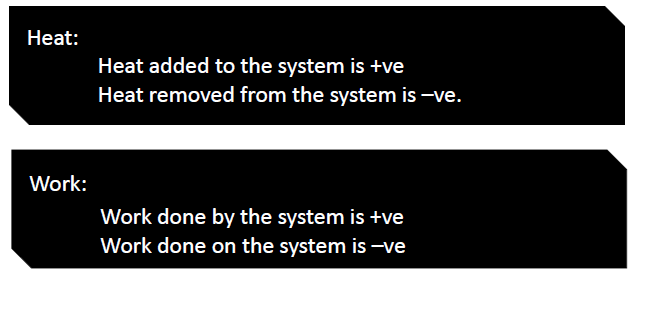 Heat:
Heat added to the system is +ve
Heat removed from the system is –ve.
Work:
Work done by the system is +ve
Work done on the system is –ve